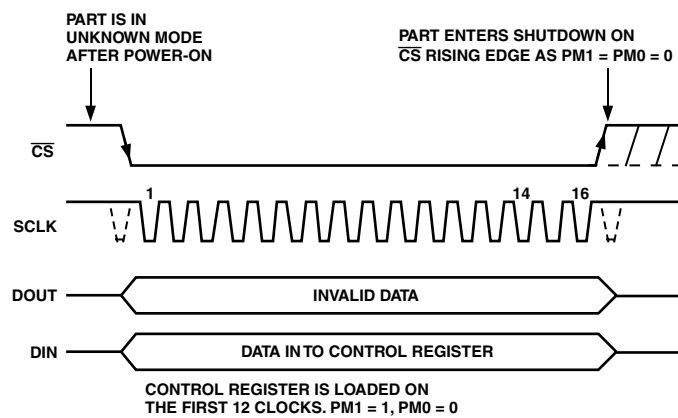 PART IS IN
UNKNOWN MODE
AFTER POWER-ON
PART ENTERS SHUTDOWN ON
CS RISING EDGE AS PM1 = PM0 = 0
CS
1
14
16
SCLK
DOUT
INVALID DATA
DIN
DATA IN TO CONTROL REGISTER
CONTROL REGISTER IS LOADED ON
THE FIRST 12 CLOCKS. PM1 = 1, PM0 = 0